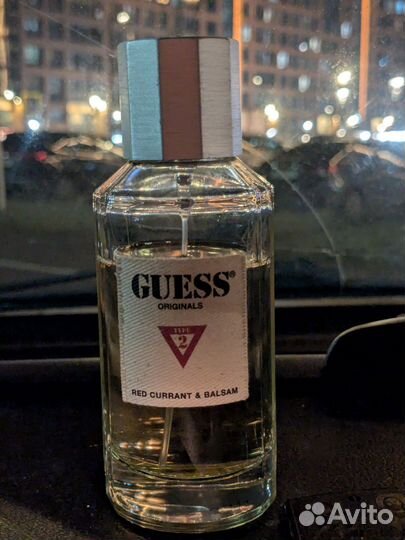 GUESS®
ORIGINALS
TYPE
2
RED CURRANT & BALSAM
Avito